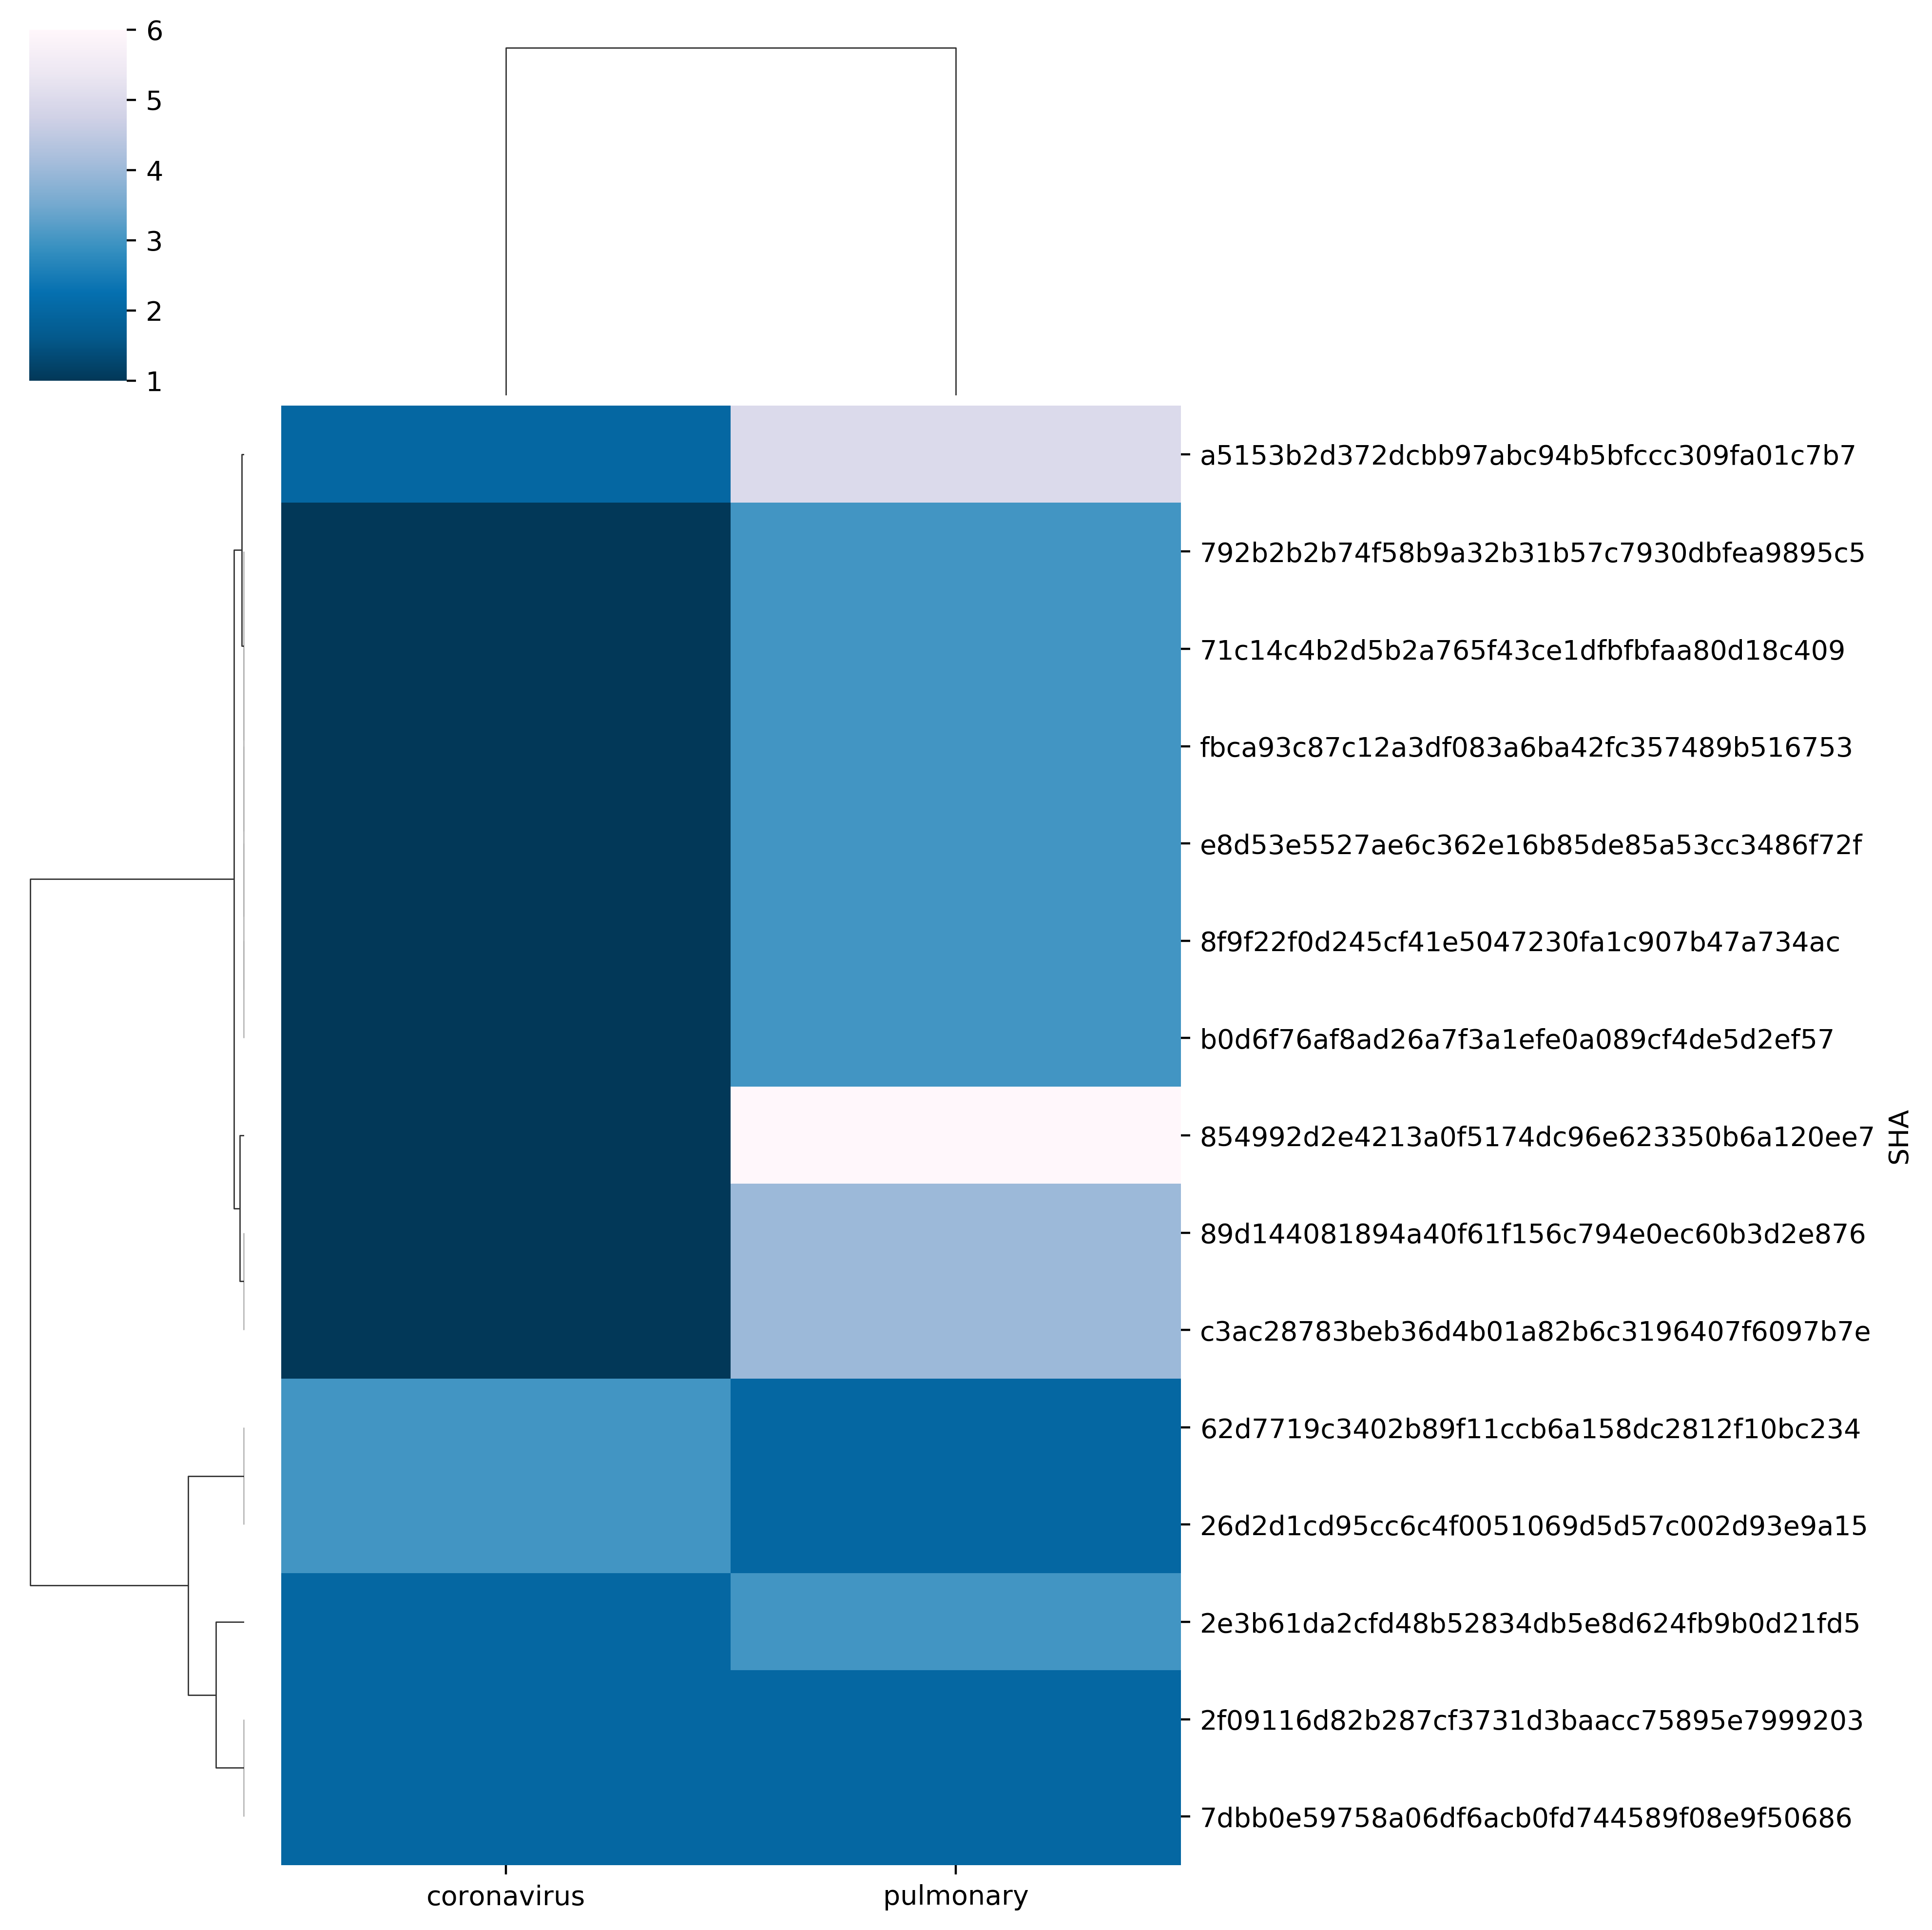 6
5
4
3
2
1
a5153b2d372dcbb97abc94b5bfccc309fa01c7b7
792b2b2b74f58b9a32b31b57c7930dbfea9895c5
71c14c4b2d5b2a765f43ce1dfbfbfaa80d18c409
fbca93c87c12a3df083a6ba42fc357489b516753
e8d53e5527ae6c362e16b85de85a53cc3486f72f
8f9f22f0d245cf41e5047230fa1c907b47a734ac
b0d6f76af8ad26a7f3a1efe0a089cf4de5d2ef57
854992d2e4213a0f5174dc96e623350b6a120ee7
89d144081894a40f61f156c794e0ec60b3d2e876
c3ac28783beb36d4b01a82b6c3196407f6097b7e
62d7719c3402b89f11ccb6a158dc2812f10bc234
26d2d1cd95cc6c4f0051069d5d57c002d93e9a15
2e3b61da2cfd48b52834db5e8d624fb9b0d21fd5
2f09116d82b287cf3731d3baacc75895e7999203
7dbb0e59758a06df6acb0fd744589f08e9f50686
SHA
coronavirus
pulmonary